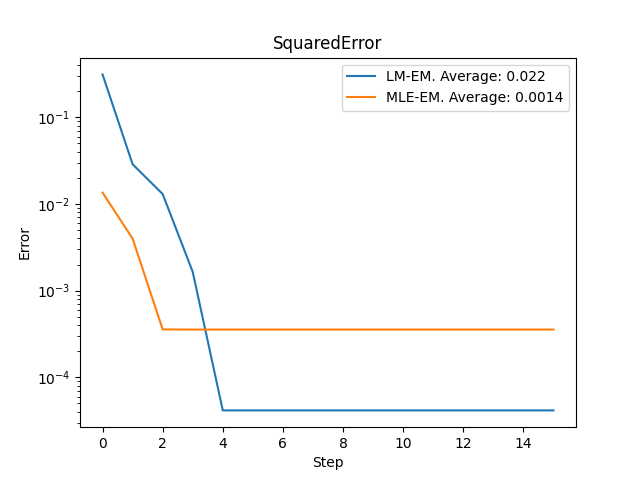 SquaredError
LM-EM. Average: 0.022
MLE-EM. Average: 0.0014
10⁻¹
10⁻²
10⁻³
10⁻⁴
Error
0 2 4 6 8 10 12 14
Step